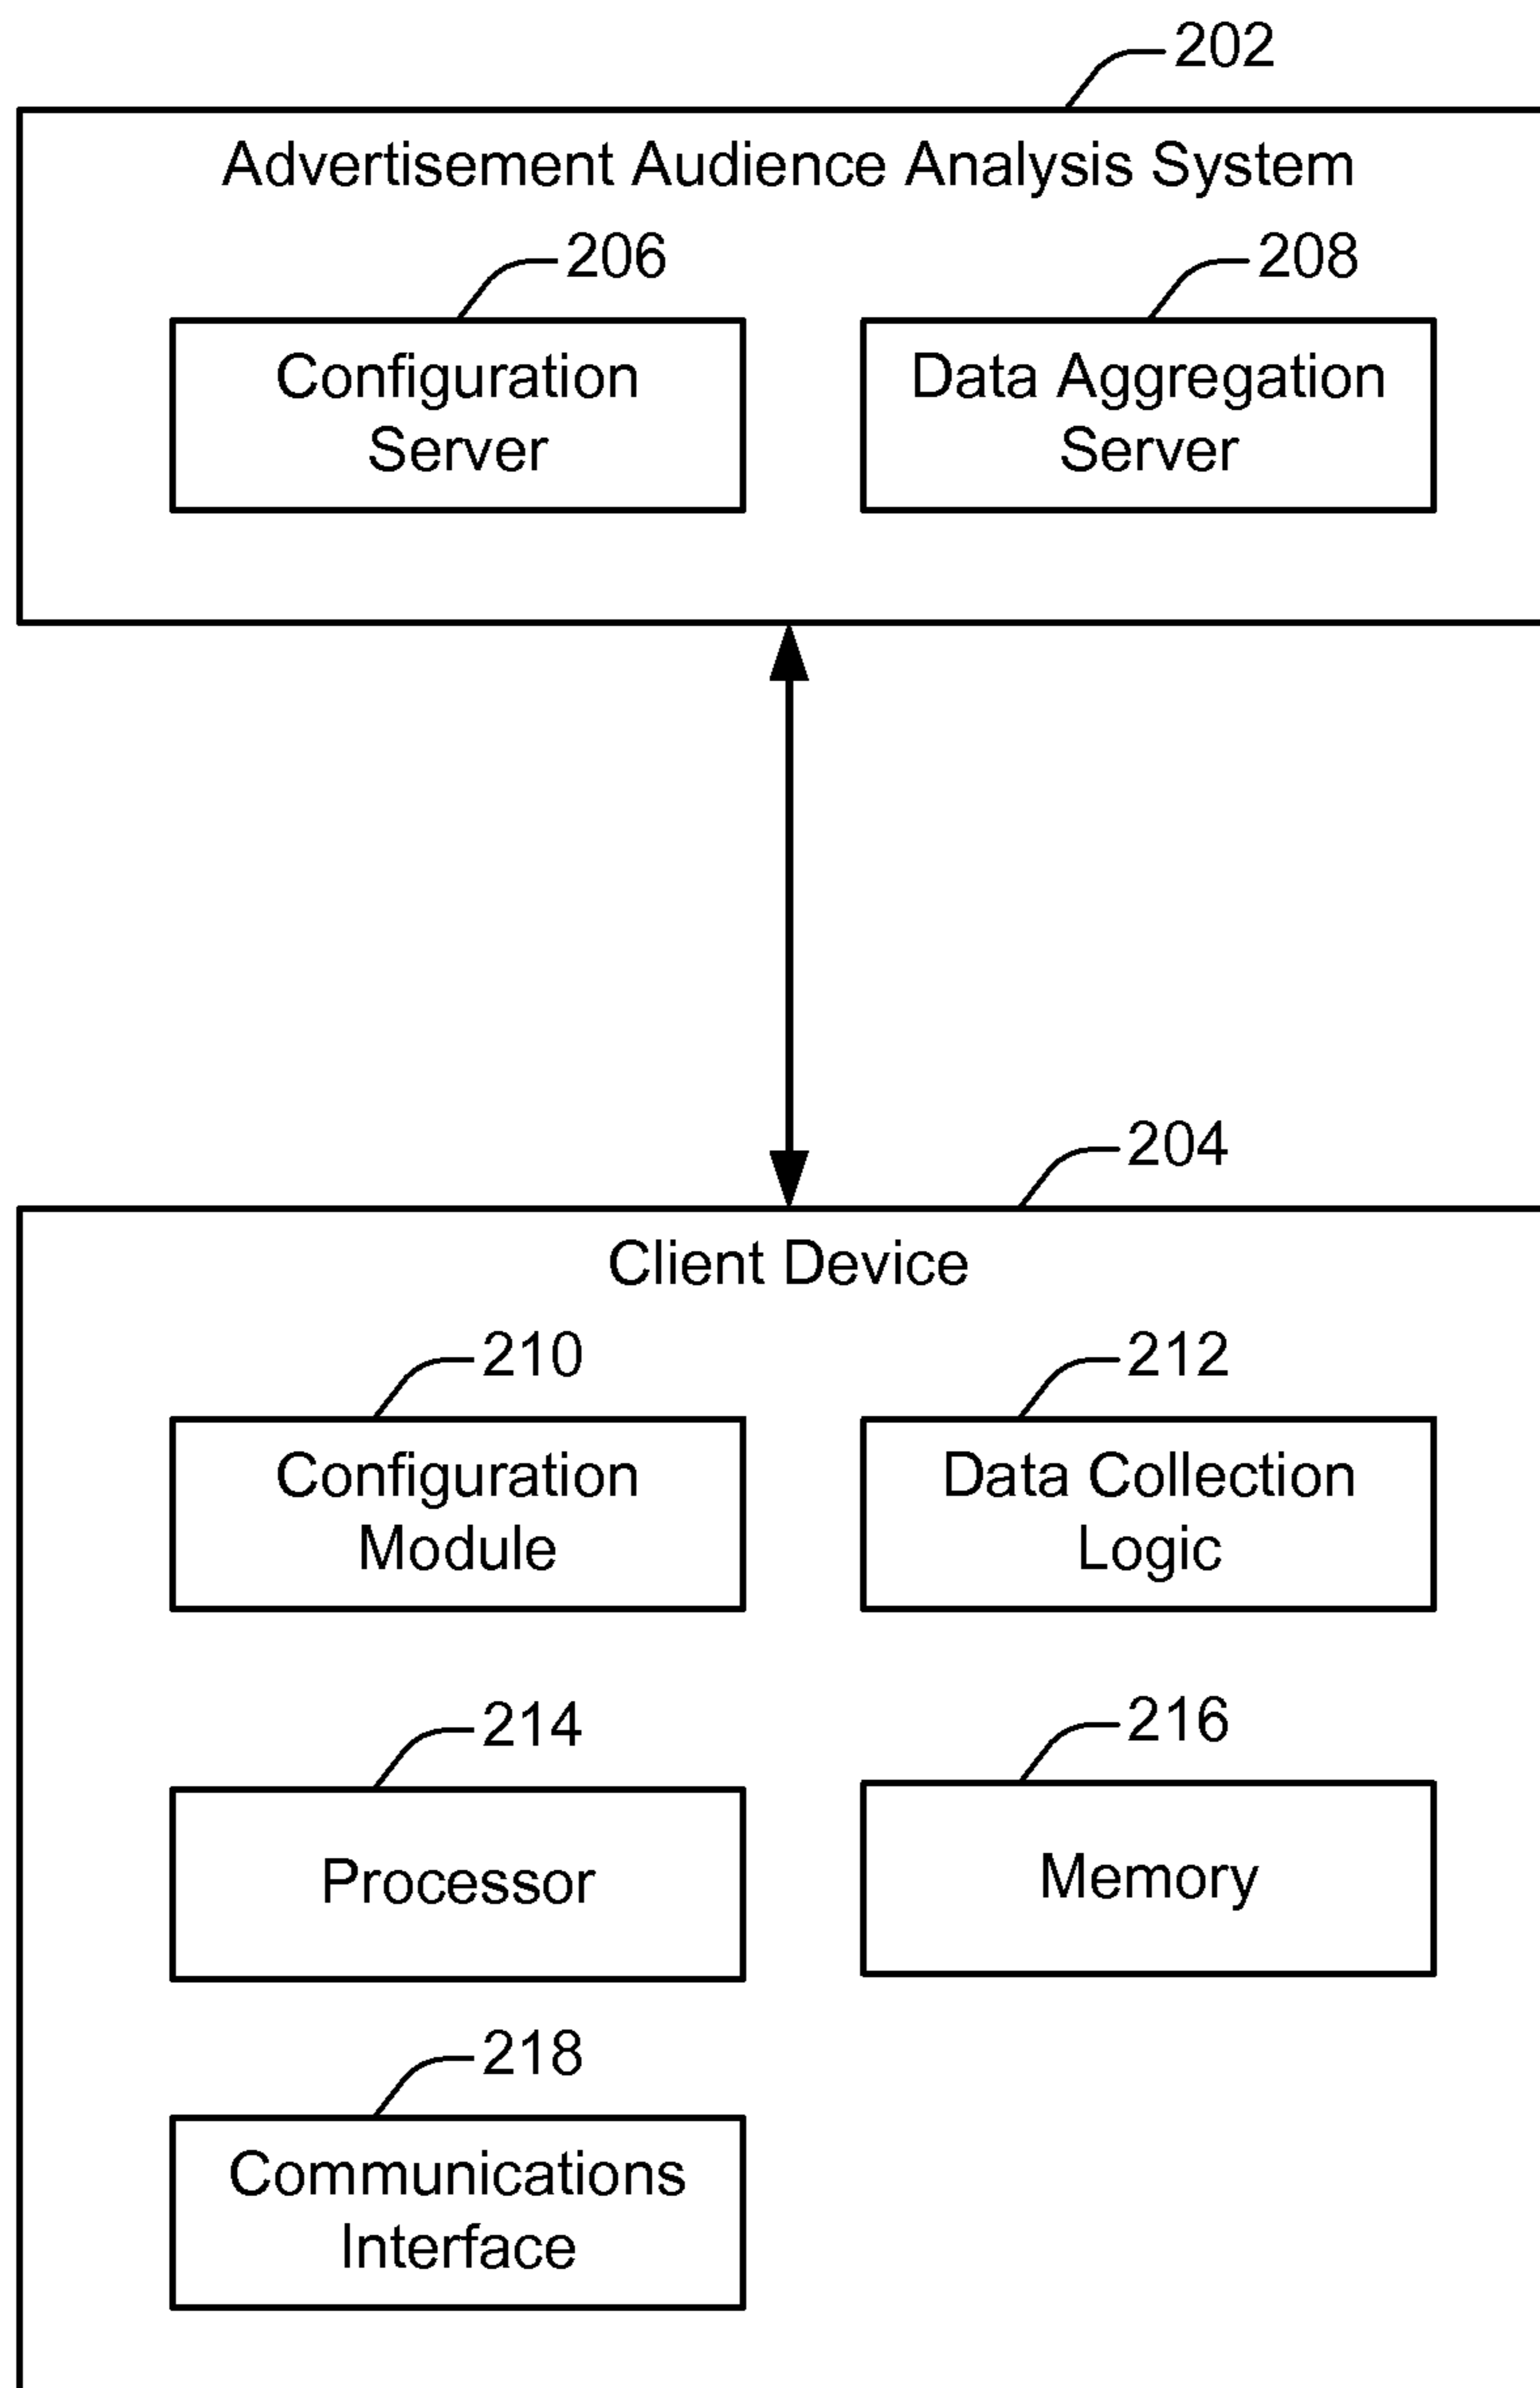 202
Advertisement Audience Analysis System
206
208
Configuration
Server
Data Aggregation
Server
204
Client Device
210
212
Configuration
Module
Data Collection
Logic
214
216
Processor
Memory
218
Communications
Interface